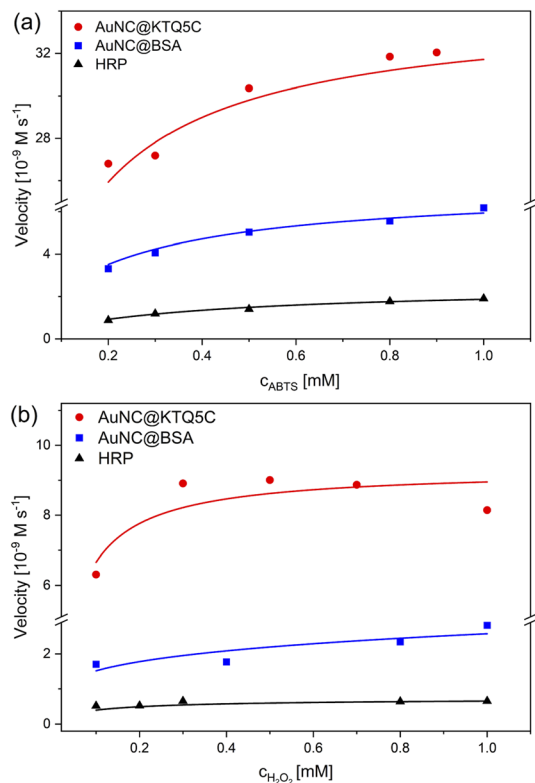 (a)
AuNC@KTQ5C
AuNC@BSA
HRP
32
28
4
0
Velocity [10⁻⁹ M s⁻¹]
0.2 0.4 0.6 0.8 1.0
c_ABTS [mM]
(b)
AuNC@KTQ5C
AuNC@BSA
HRP
10
8
6
2
0
Velocity [10⁻⁹ M s⁻¹]
0.2 0.4 0.6 0.8 1.0
c_H₂O₂ [mM]